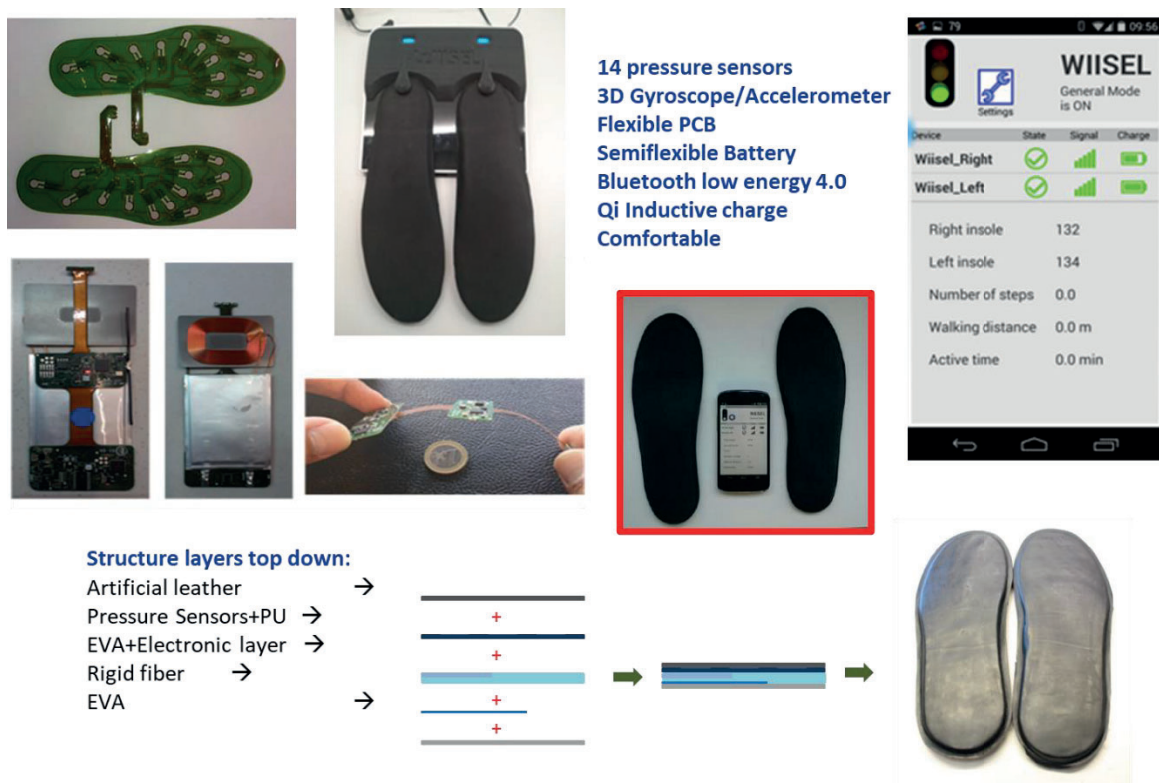 14 pressure sensors
3D Gyroscope/Accelerometer
Flexible PCB
Semiflexible Battery
Bluetooth low energy 4.0
Qi Inductive charge
Comfortable
79 09:56
WIISEL
General Mode
is ON
Settings
Device State Signal Charge
Wiisel_Right
Wiisel_Left
Right insole 132
Left insole 134
Number of steps 0.0
Walking distance 0.0 m
Active time 0.0 min
WIISEL
WIISEL
Structure layers top down:
Artificial leather →
Pressure Sensors+PU →
EVA+Electronic layer →
Rigid fiber →
EVA →
+
+
+
+